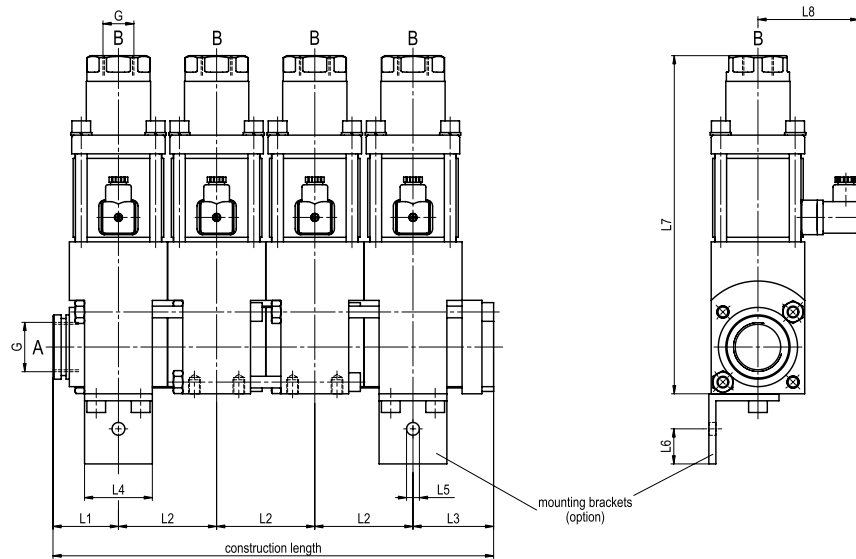 G
B B B B
B
L8
L7
G
A
L6
L4
L5
L1 L2 L2 L2 L3
mounting brackets
(option)
construction length